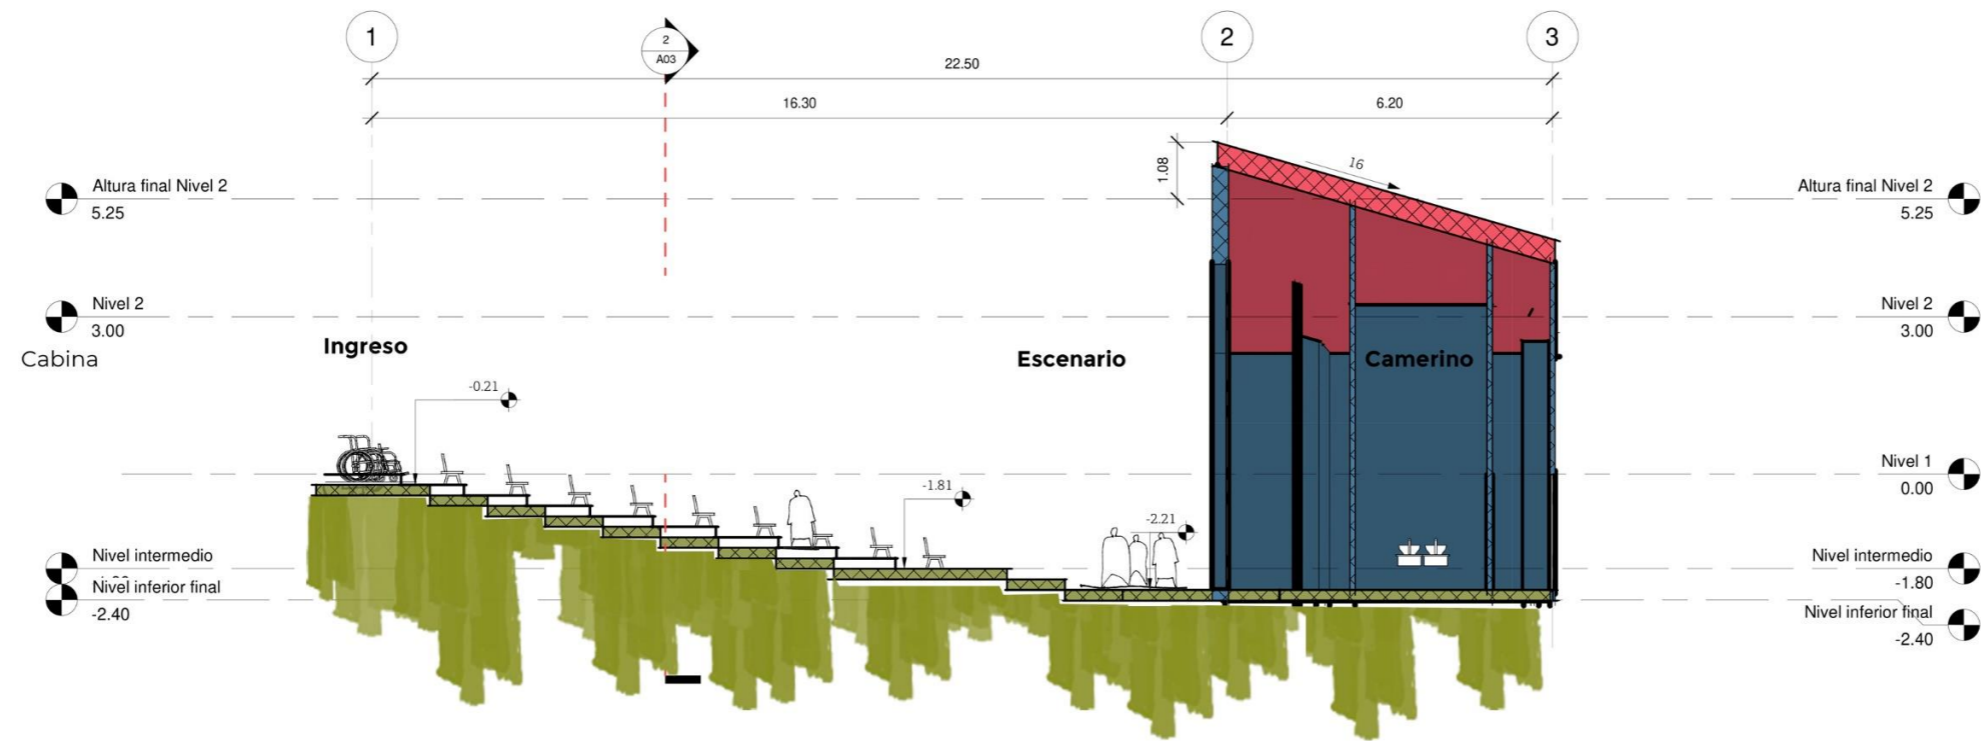 1
2
A03
2
3
22.50
16.30
6.20
1.08
16
Altura final Nivel 2
5.25
Altura final Nivel 2
5.25
Nivel 2
3.00
Nivel 2
3.00
Cabina
Ingreso
Escenario
Camerino
-0.21
-1.81
-2.21
Nivel 1
0.00
Nivel intermedio
Nivel intermedio
-1.80
Nivel inferior final
-2.40
Nivel inferior final
-2.40